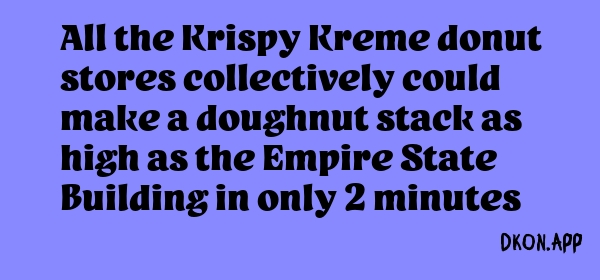 All the Krispy Kreme donut
stores collectively could
make a doughnut stack as
high as the Empire State
Building in only 2 minutes
DKON.APP